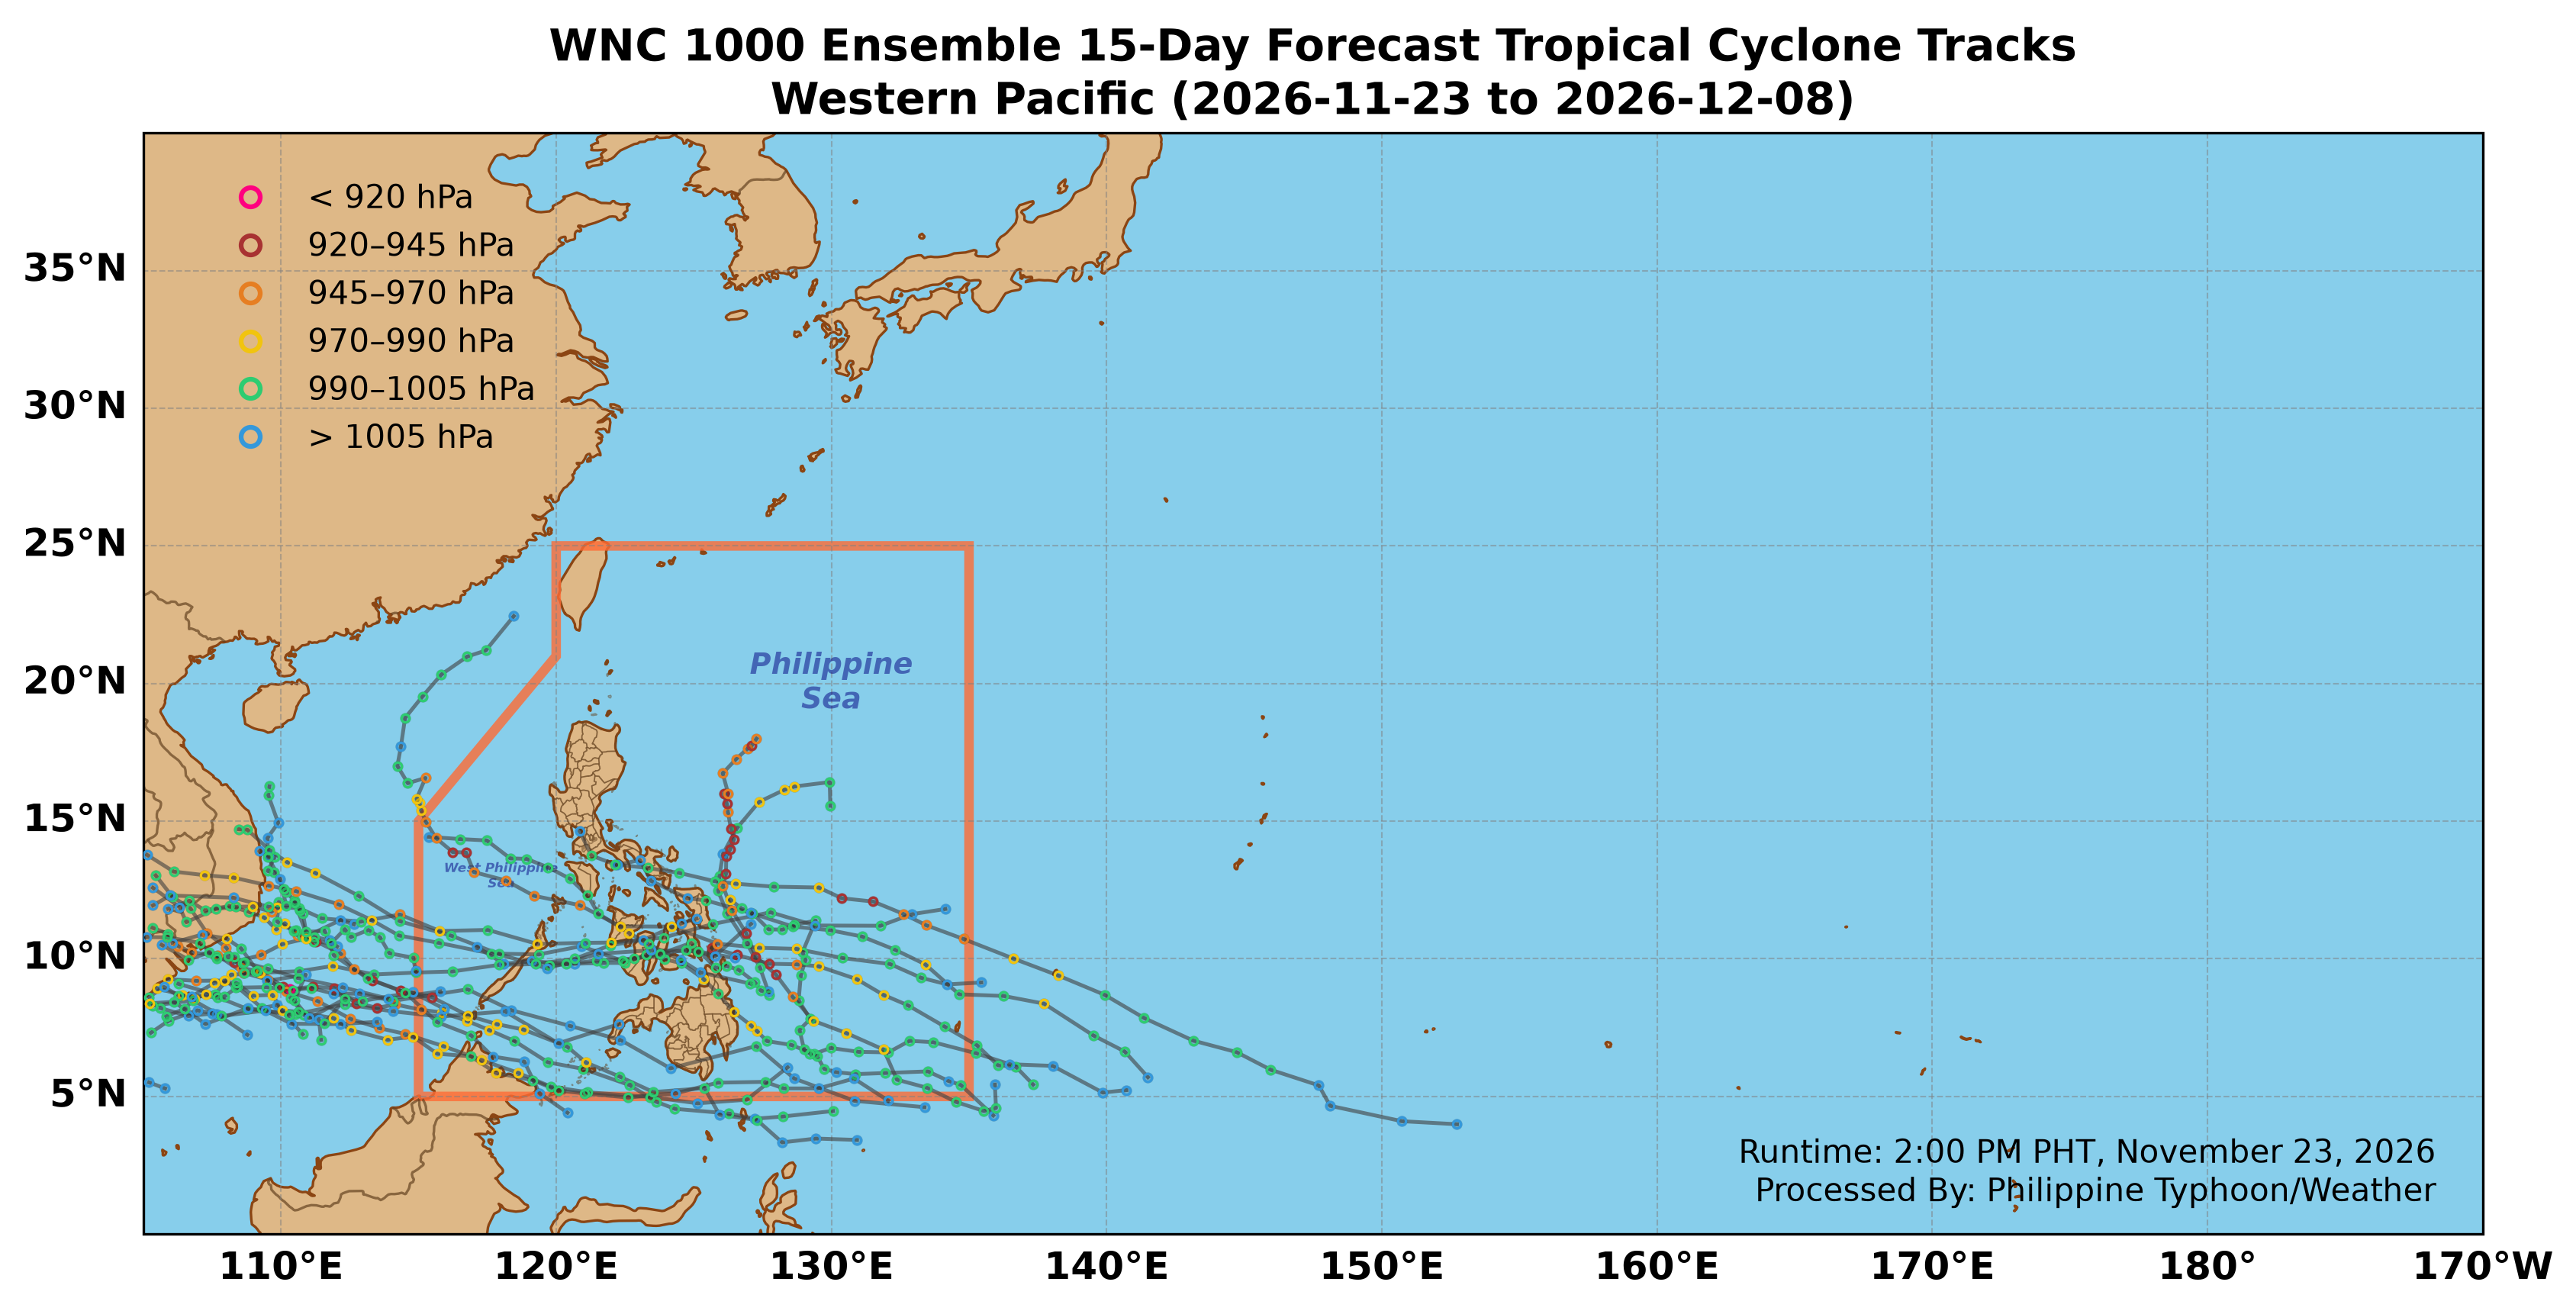 WNC 1000 Ensemble 15-Day Forecast Tropical Cyclone Tracks
Western Pacific (2026-11-23 to 2026-12-08)
< 920 hPa
920–945 hPa
945–970 hPa
970–990 hPa
990–1005 hPa
> 1005 hPa
35°N
30°N
25°N
20°N
15°N
10°N
5°N
Philippine
Sea
West Philippine
Sea
Runtime: 2:00 PM PHT, November 23, 2026
Processed By: Philippine Typhoon/Weather
110°E
120°E
130°E
140°E
150°E
160°E
170°E
180°
170°W